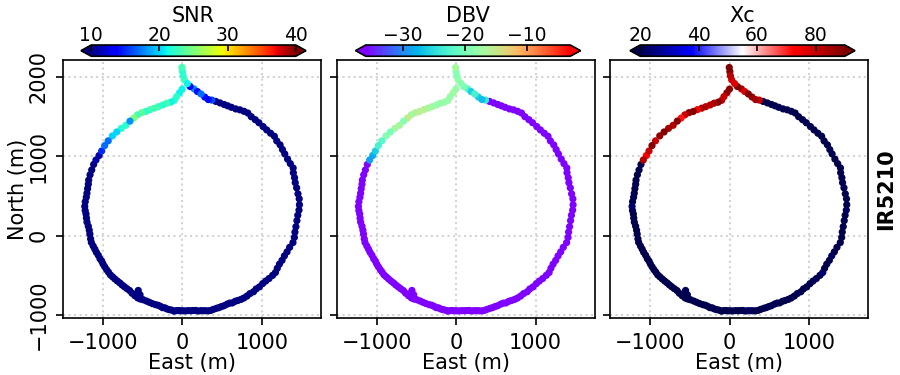 SNR DBV Xc
10 20 30 40 −30 −20 −10 20 40 60 80
2000
1000
0
−1000
North (m)
IR5210
−1000 0 1000 −1000 0 1000 −1000 0 1000
East (m) East (m) East (m)